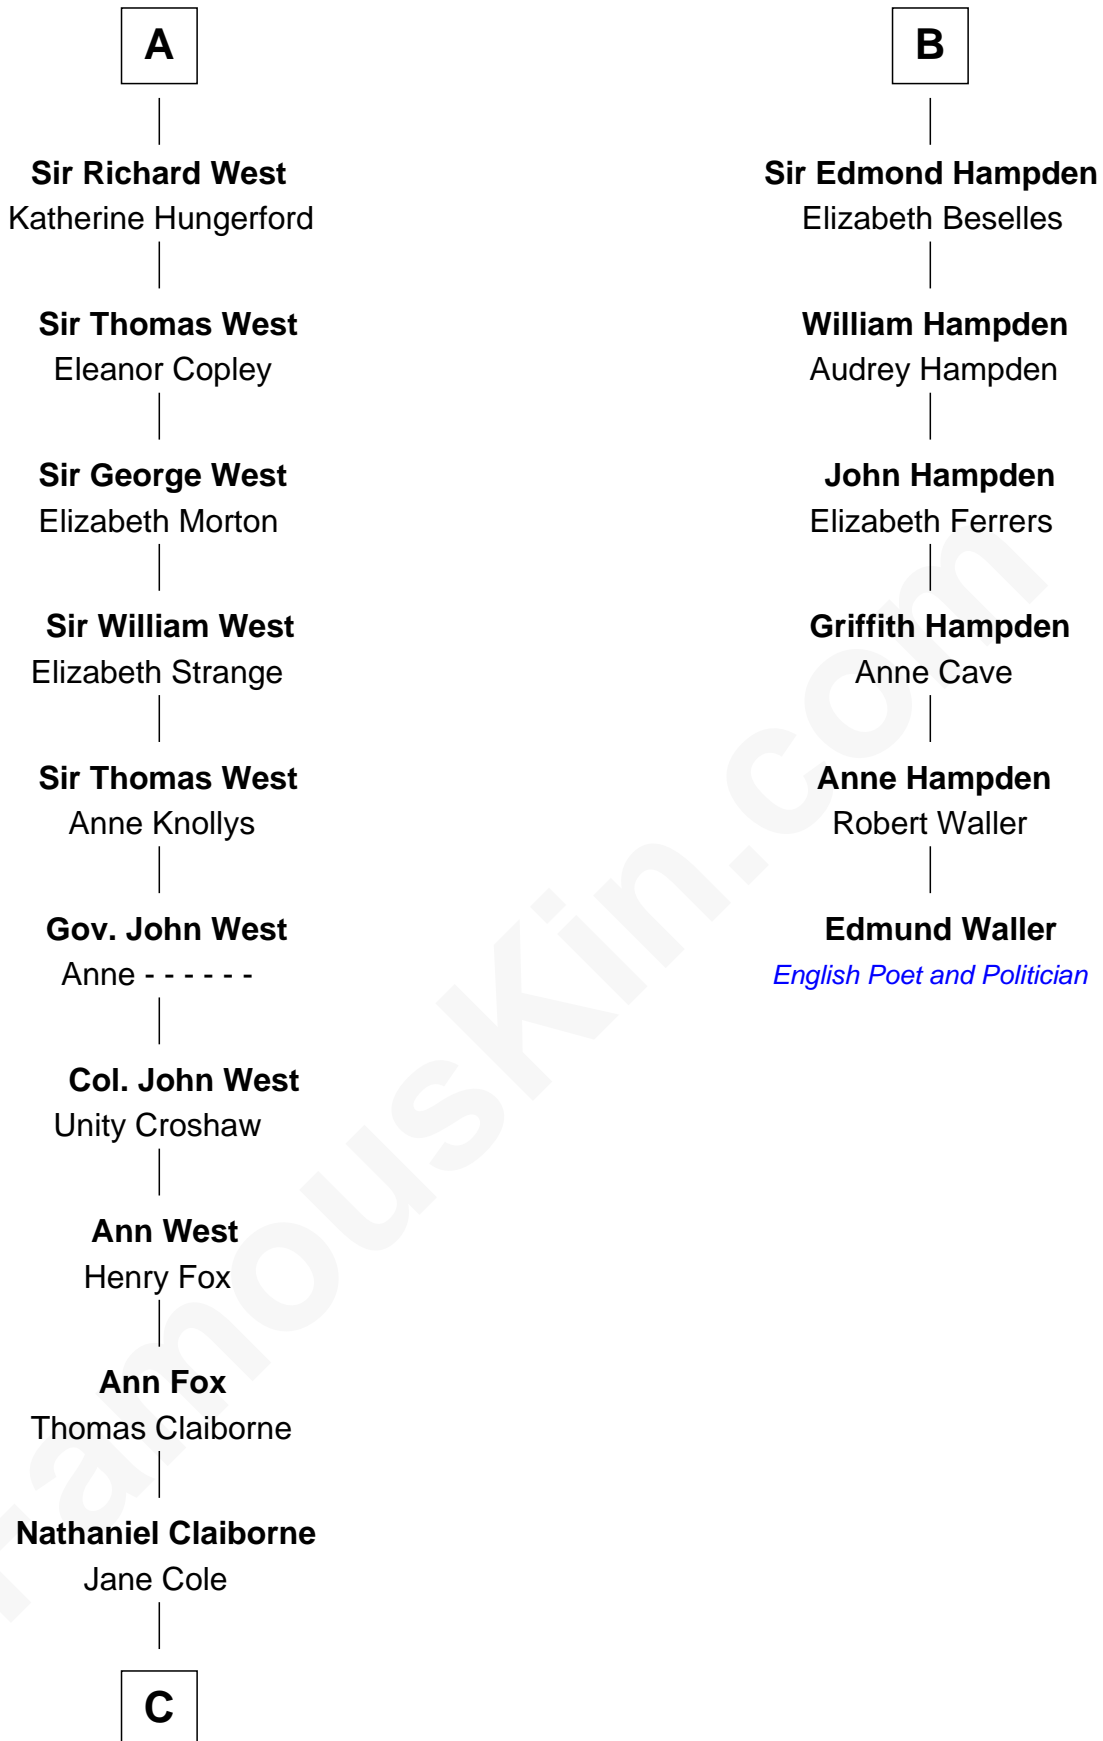 A
Sir Richard West
Katherine Hungerford
Sir Thomas West
Eleanor Copley
Sir George West
Elizabeth Morton
Sir William West
Elizabeth Strange
Sir Thomas West
Anne Knollys
Gov. John West
Anne - - - - - -
Col. John West
Unity Croshaw
Ann West
Henry Fox
Ann Fox
Thomas Claiborne
Nathaniel Claiborne
Jane Cole
C
B
Sir Edmond Hampden
Elizabeth Beselles
William Hampden
Audrey Hampden
John Hampden
Elizabeth Ferrers
Griffith Hampden
Anne Cave
Anne Hampden
Robert Waller
Edmund Waller
English Poet and Politician
FamousKin.com